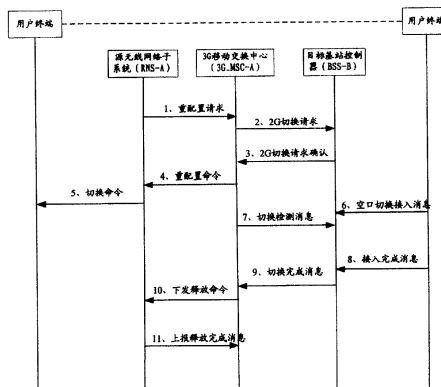 用户终端
用户终端
源无线网络子
系统（RNS-A）
3G移动交换中心
（3G.MSC-A）
目标基站控制
器（BSS-B）
1、重配置请求
2、2G切换请求
3、2G切换请求确认
4、重配置命令
5、切换命令
6、空口切换接入消息
7、切换检测消息
8、接入完成消息
9、切换完成消息
10、下发释放命令
11、上报释放完成消息